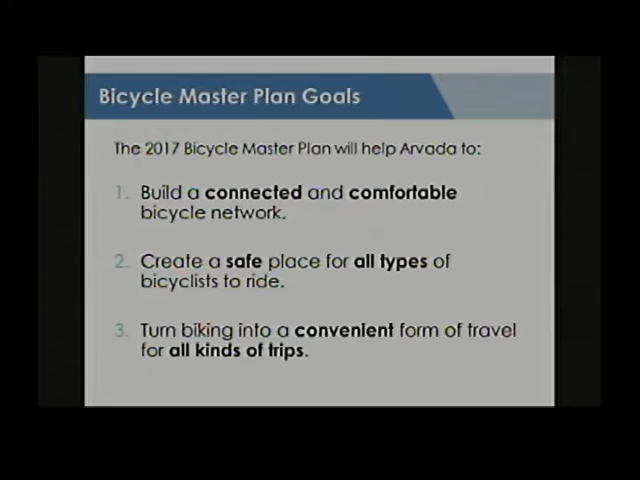 Bicycle Master Plan Goals
The 2017 Bicycle Master Plan will help Arvada to:
1. Build a connected and comfortable
bicycle network.
2. Create a safe place for all types of
bicyclists to ride.
3. Turn biking into a convenient form of travel
for all kinds of trips.